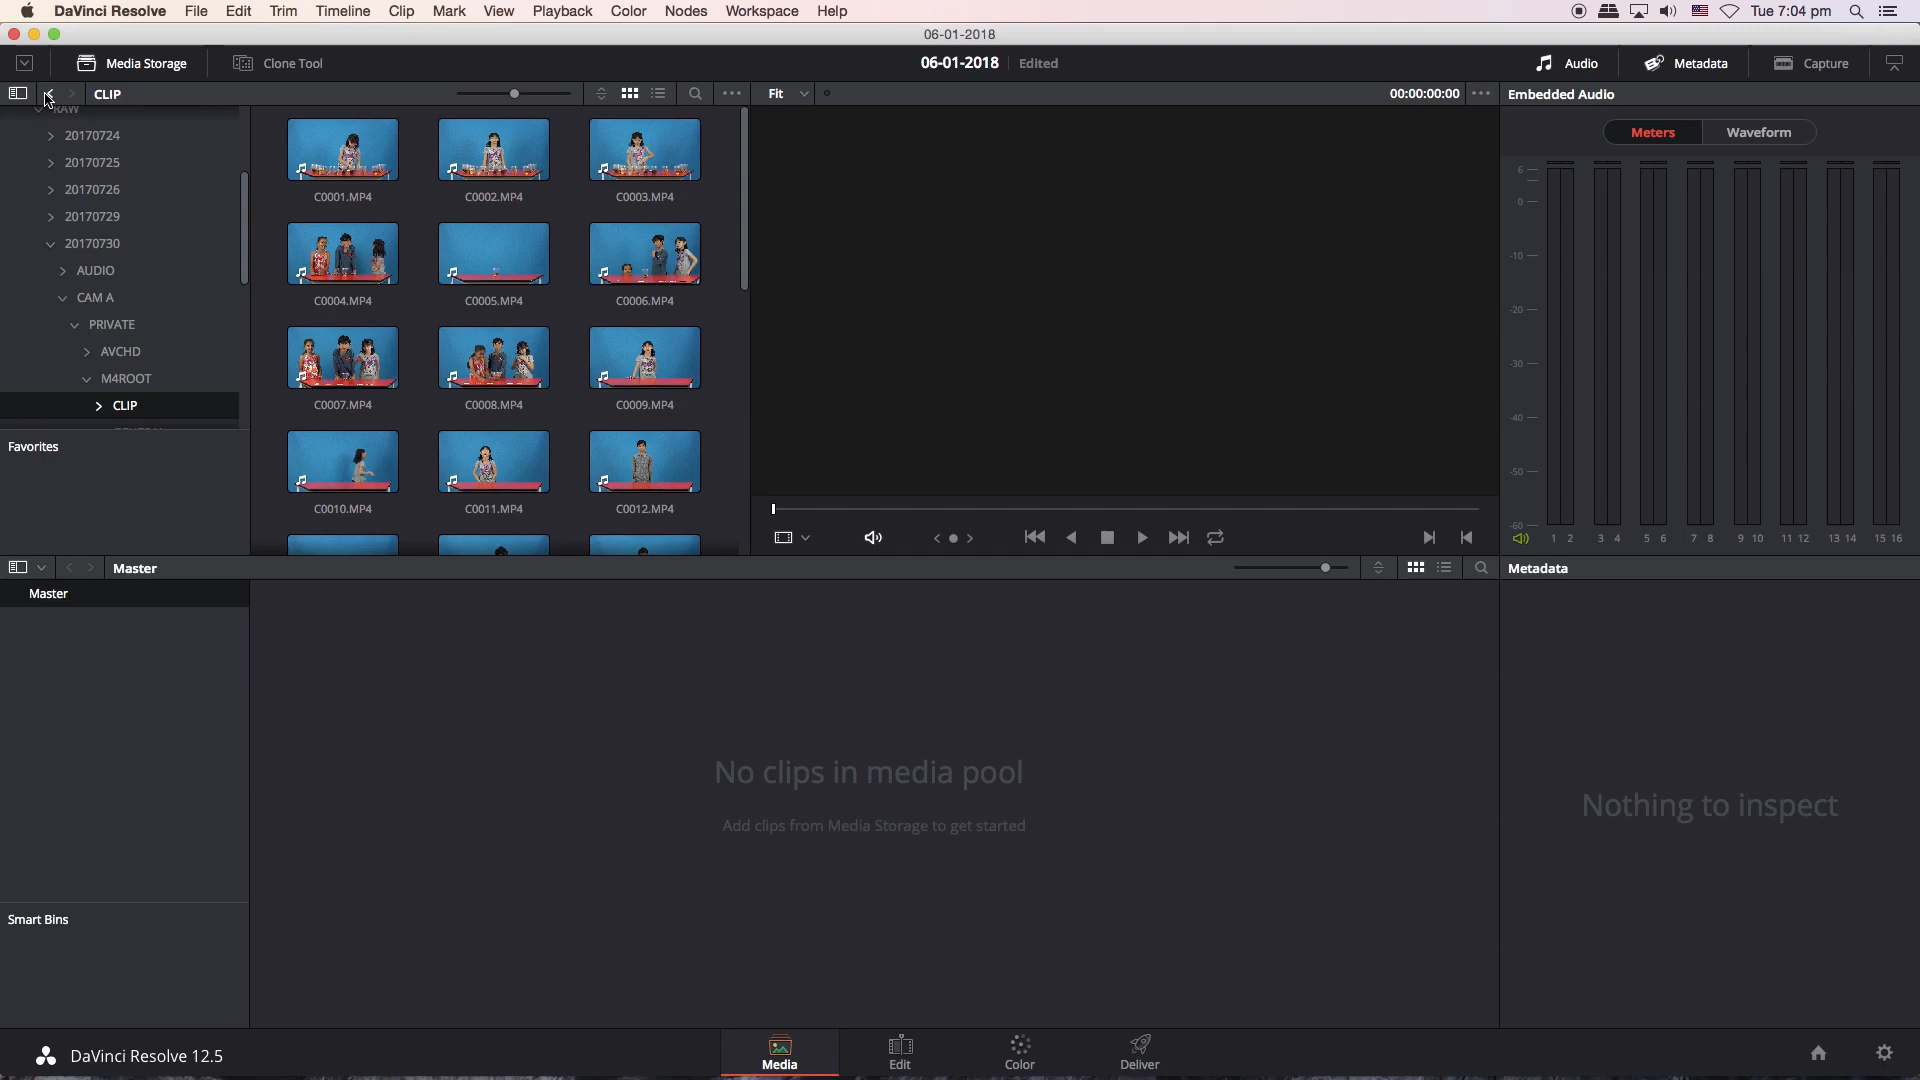 DaVinci Resolve File Edit Trim Timeline Clip Mark View Playback Color Nodes Workspace Help Tue 7:04 pm
06-01-2018
Media Storage Clone Tool 06-01-2018 Edited Audio Metadata Capture
CLIP Fit 00:00:00:00 Embedded Audio
RAW
20170724
20170725
20170726
20170729
20170730
AUDIO
CAM A
PRIVATE
AVCHD
M4ROOT
CLIP
Favorites
C0001.MP4 C0002.MP4 C0003.MP4
C0004.MP4 C0005.MP4 C0006.MP4
C0007.MP4 C0008.MP4 C0009.MP4
C0010.MP4 C0011.MP4 C0012.MP4
Meters Waveform
6
0
-10
-20
-30
-40
-50
-60
1 2 3 4 5 6 7 8 9 10 11 12 13 14 15 16
Master Metadata
Master
No clips in media pool
Add clips from Media Storage to get started
Nothing to inspect
Smart Bins
DaVinci Resolve 12.5
Media Edit Color Deliver